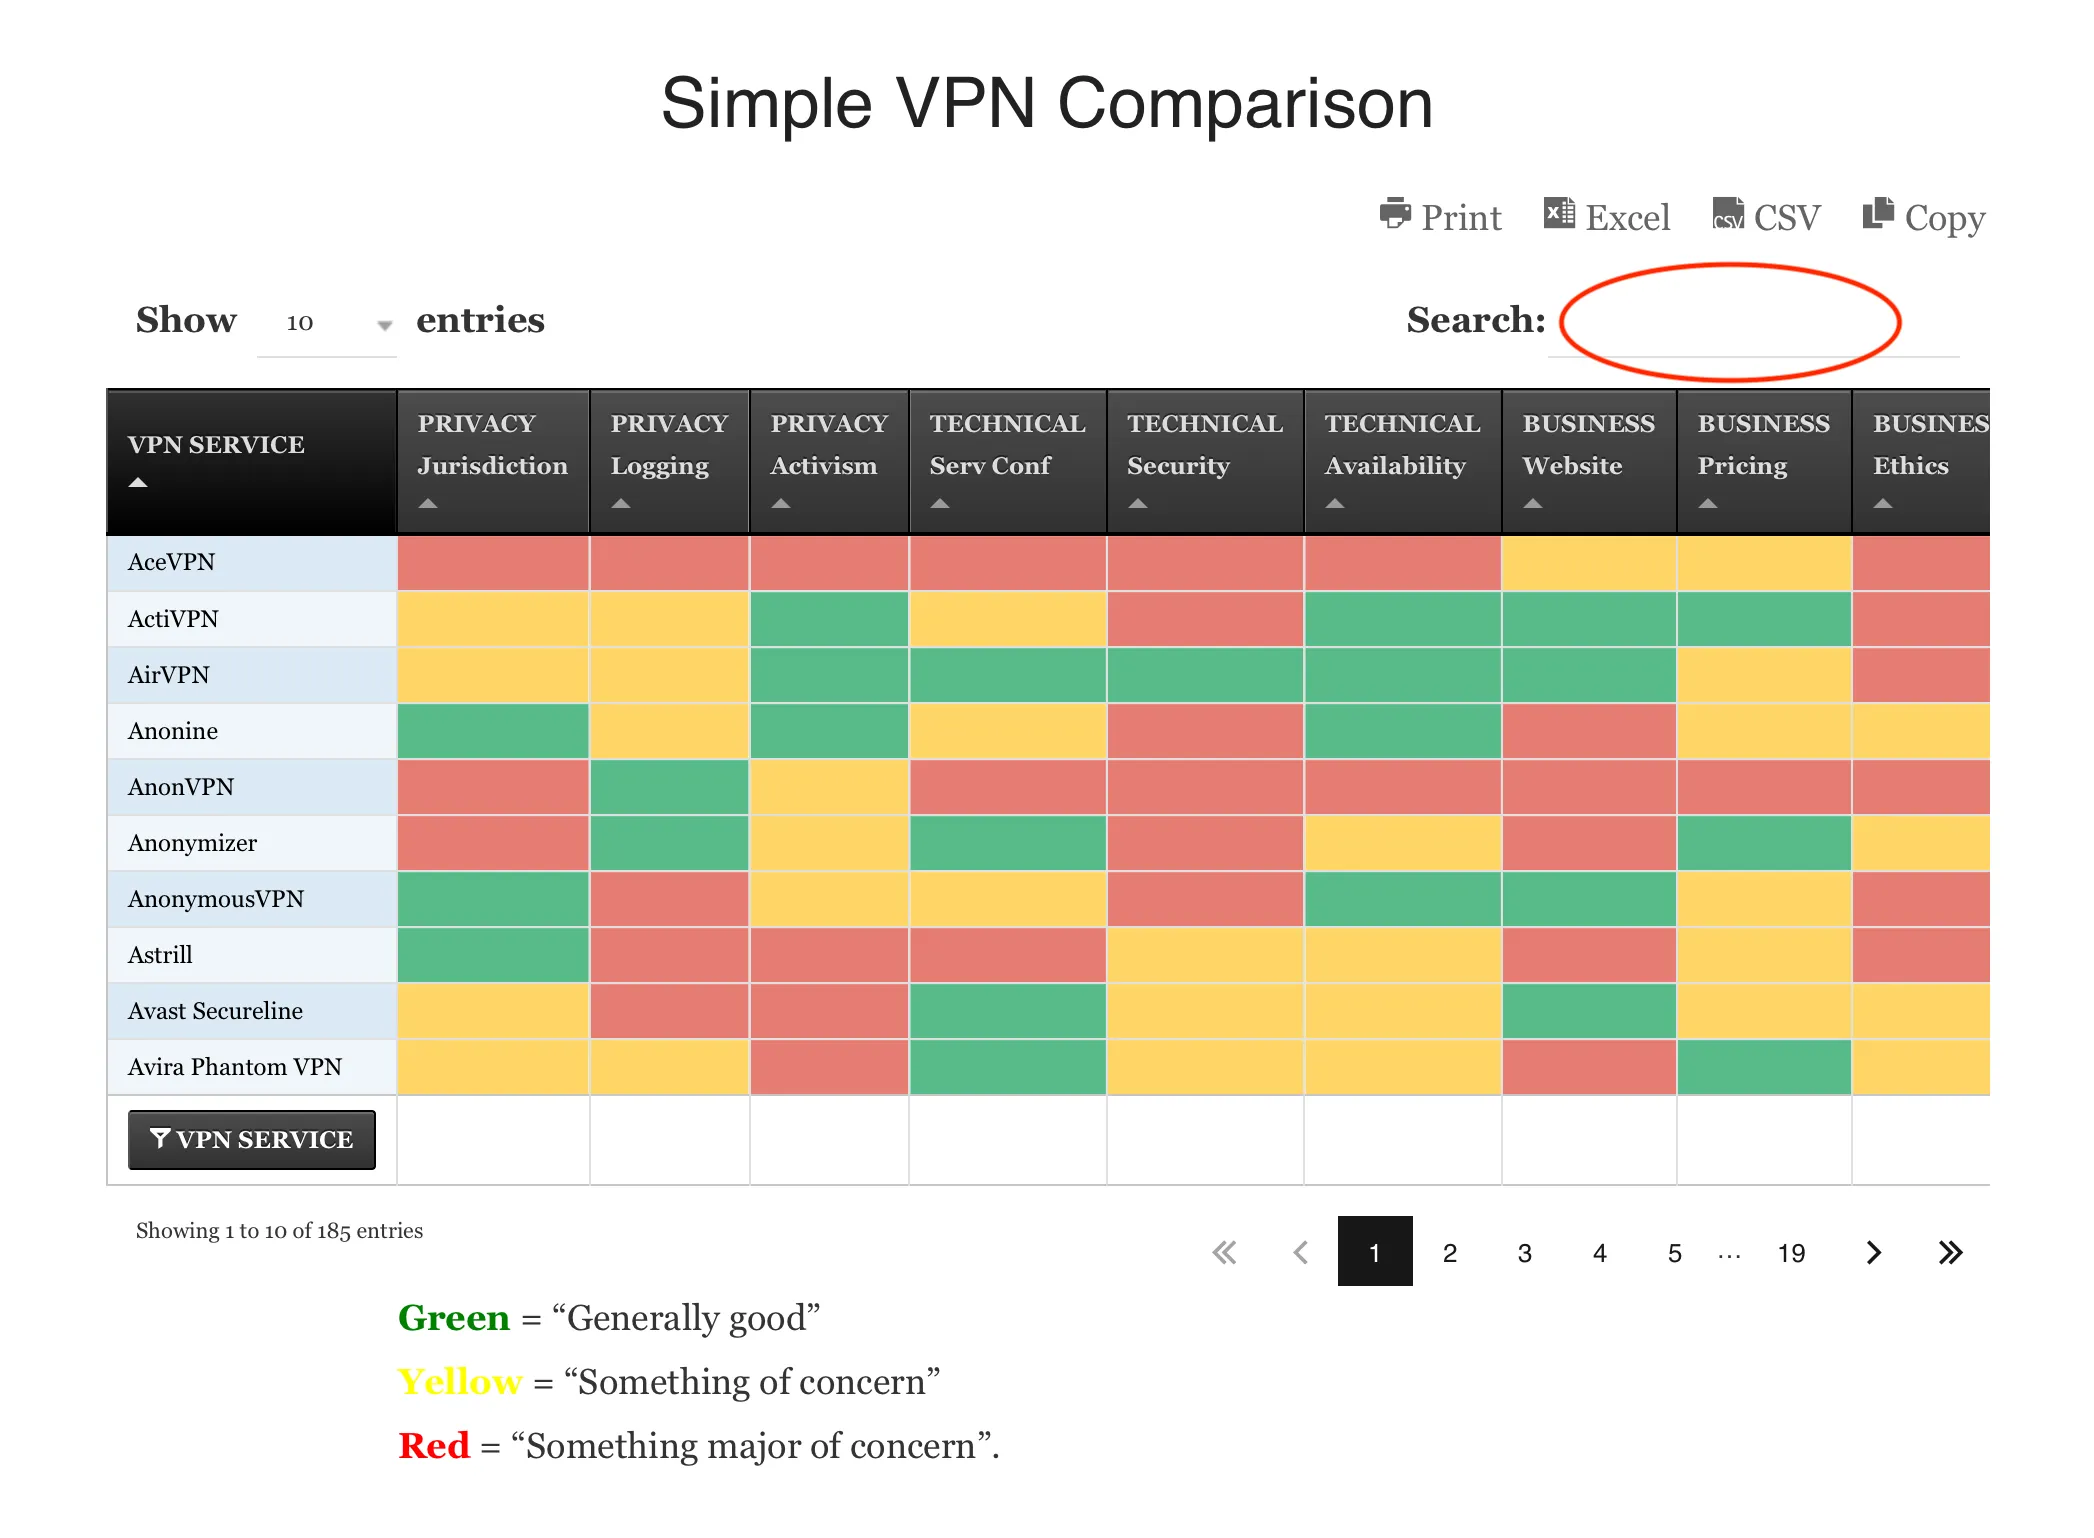 Simple VPN Comparison
Print Excel CSV CSV Copy
Show 10 entries Search:
VPN SERVICE PRIVACY Jurisdiction PRIVACY Logging PRIVACY Activism TECHNICAL Serv Conf TECHNICAL Security TECHNICAL Availability BUSINESS Website BUSINESS Pricing BUSINES Ethics
AceVPN
ActiVPN
AirVPN
Anonine
AnonVPN
Anonymizer
AnonymousVPN
Astrill
Avast Secureline
Avira Phantom VPN
VPN SERVICE
Showing 1 to 10 of 185 entries
« ‹ 1 2 3 4 5 ... 19 › »
Green = “Generally good”
Yellow = “Something of concern”
Red = “Something major of concern”.